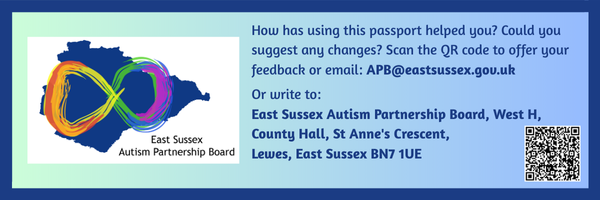 East Sussex
Autism Partnership Board
How has using this passport helped you? Could you
suggest any changes? Scan the QR code to offer your
feedback or email: APB@eastsussex.gov.uk
Or write to:
East Sussex Autism Partnership Board, West H,
County Hall, St Anne's Crescent,
Lewes, East Sussex BN7 1UE